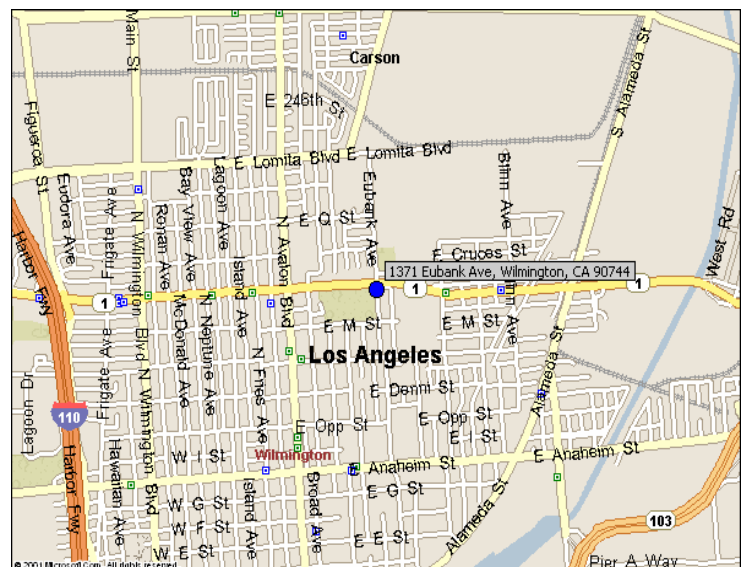 Main St
Carson
Figueroa St
E 246th St
S Alameda St
E Lomita Blvd E Lomita Blvd
Eudora Ave
Frigate Ave
N Wilmington
Ronan Ave
Bay View Ave
Lagoon Ave
Island Ave
N Avalon Blvd
E Q St
Eubank Ave
Blinn Ave
E Cruces St
West Rd
Harbor Fwy
1371 Eubank Ave, Wilmington, CA 90744
1
1
1
Frigate Ave
Blvd N Wilmington
McDonald Ave
N Neptune Ave
N Fries Ave
E M St
E M St
Los Angeles
Lagoon Dr
E Denni St
Alameda St
110
E Opp St
E Opp St
E I St
Wilmington
W I St
E Anaheim St
E Anaheim St
Harbor Fwy
Hawaiian Ave
Blvd
W G St
Island Ave
Broad Ave
E G St
W F St
Alameda St
103
W E St
E E St
Pier A Way
© 2001 Microsoft Corp. All rights reserved.